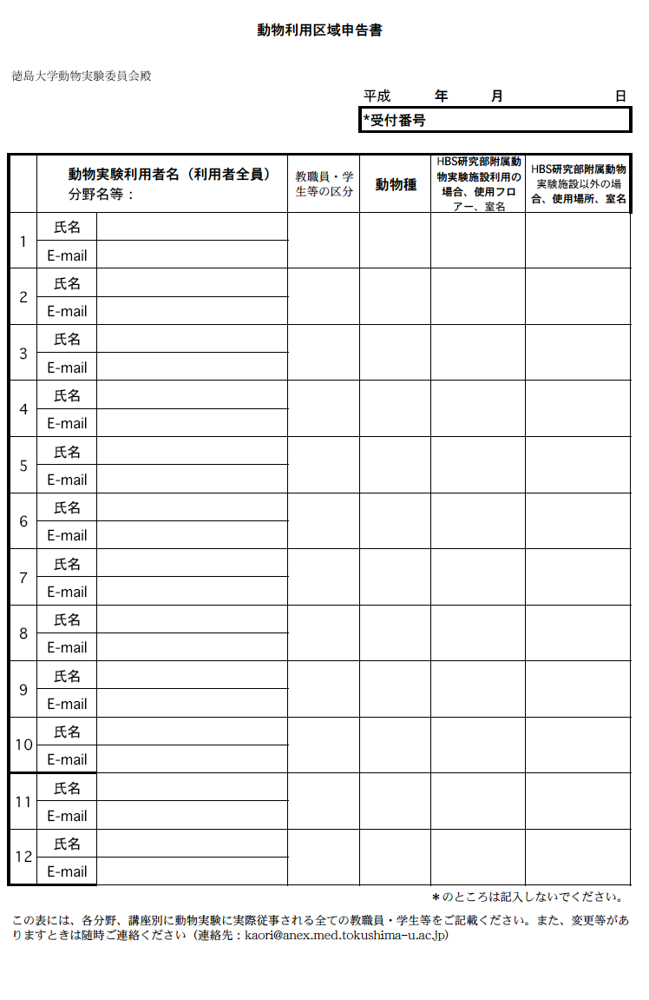 動物利用区域申告書
徳島大学動物実験委員会殿
平成 年 月 日
*受付番号
動物実験利用者名（利用者全員）
分野名等：
教職員・学
生等の区分
動物種
HBS研究部附属動
物実験施設利用の
場合、使用フロ
アー、室名
HBS研究部附属動物
実験施設以外の場
合、使用場所、室名
1
氏名
E-mail
2
氏名
E-mail
3
氏名
E-mail
4
氏名
E-mail
5
氏名
E-mail
6
氏名
E-mail
7
氏名
E-mail
8
氏名
E-mail
9
氏名
E-mail
10
氏名
E-mail
11
氏名
E-mail
12
氏名
E-mail
＊のところは記入しないでください。
この表には、各分野、講座別に動物実験に実際従事される全ての教職員・学生等をご記載ください。また、変更等があ
りますときは随時ご連絡ください（連絡先：kaori@anex.med.tokushima-u.ac.jp）